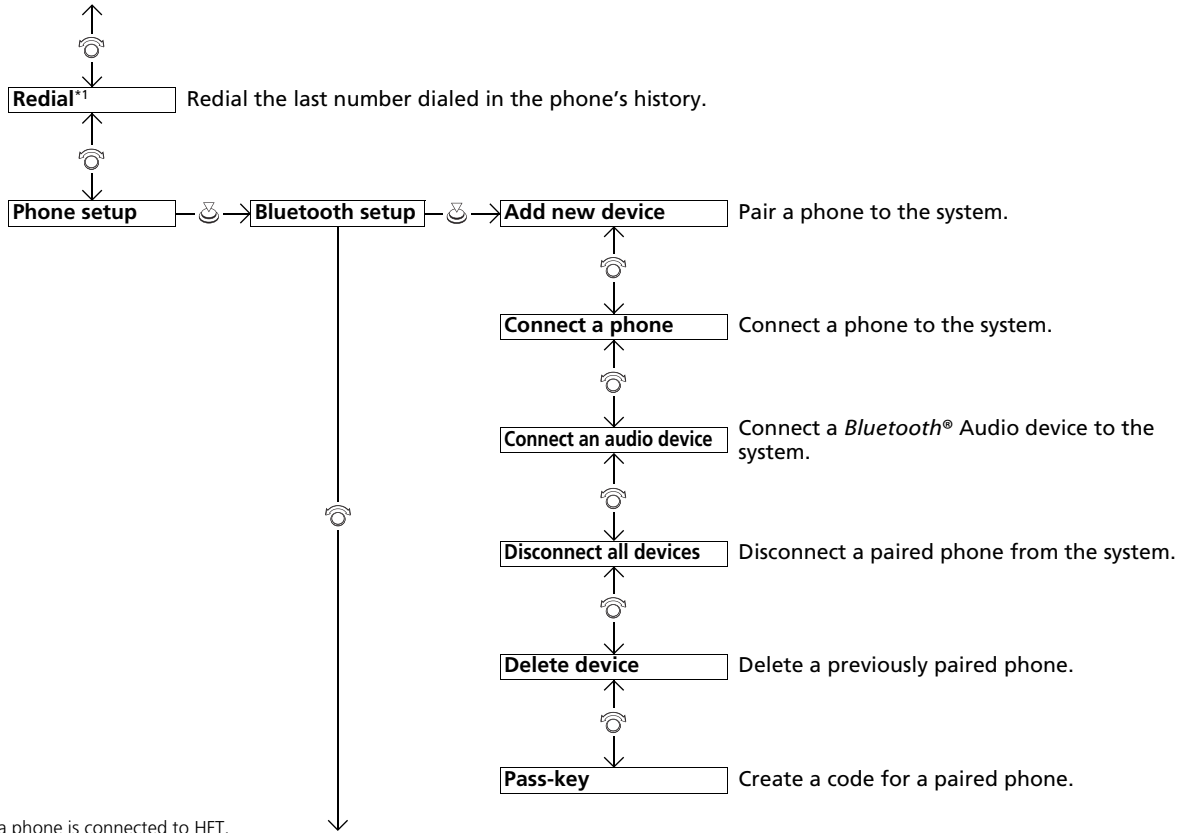 Redial*1 Redial the last number dialed in the phone's history.
Phone setup Bluetooth setup Add new device Pair a phone to the system.
Connect a phone Connect a phone to the system.
Connect an audio device Connect a Bluetooth® Audio device to the
system.
Disconnect all devices Disconnect a paired phone from the system.
Delete device Delete a previously paired phone.
Pass-key Create a code for a paired phone.
a phone is connected to HFT.